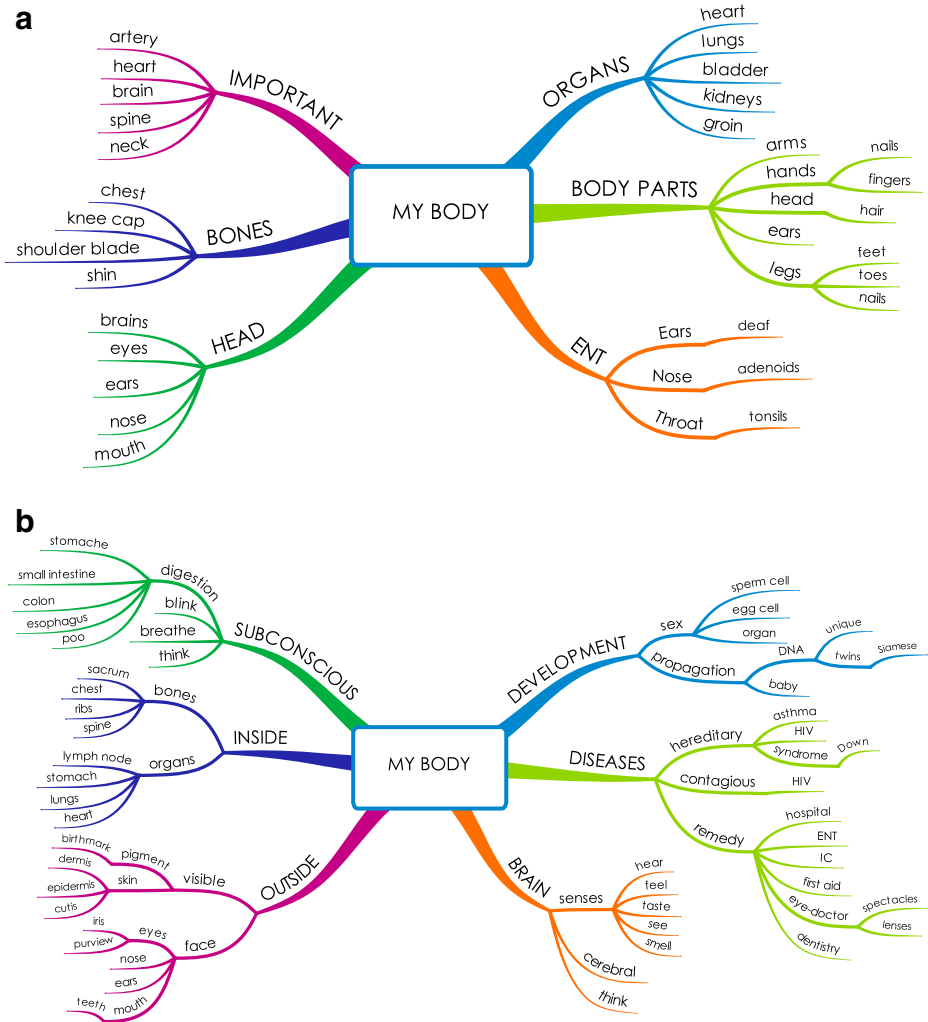 a
artery
heart
brain
spine
neck
IMPORTANT
chest
knee cap
shoulder blade
shin
BONES
brains
eyes
ears
nose
mouth
HEAD
MY BODY
ORGANS
heart
lungs
bladder
kidneys
groin
BODY PARTS
arms
hands
nails
fingers
head
hair
ears
legs
feet
toes
nails
ENT
Ears
deaf
Nose
adenoids
Throat
tonsils
b
stomache
small intestine
colon
esophagus
poo
digestion
blink
breathe
think
SUBCONSCIOUS
sacrum
chest
ribs
spine
bones
INSIDE
lymph node
stomach
lungs
heart
organs
birthmark
pigment
dermis
epidermis
cutis
skin
visible
OUTSIDE
iris
purview
eyes
nose
ears
teeth
mouth
face
MY BODY
DEVELOPMENT
sex
sperm cell
egg cell
organ
propagation
DNA
unique
twins
Siamese
baby
DISEASES
hereditary
asthma
HIV
syndrome
Down
contagious
HIV
remedy
hospital
ENT
IC
first aid
eye-doctor
spectacles
lenses
dentistry
BRAIN
senses
hear
feel
taste
see
smell
cerebral
think